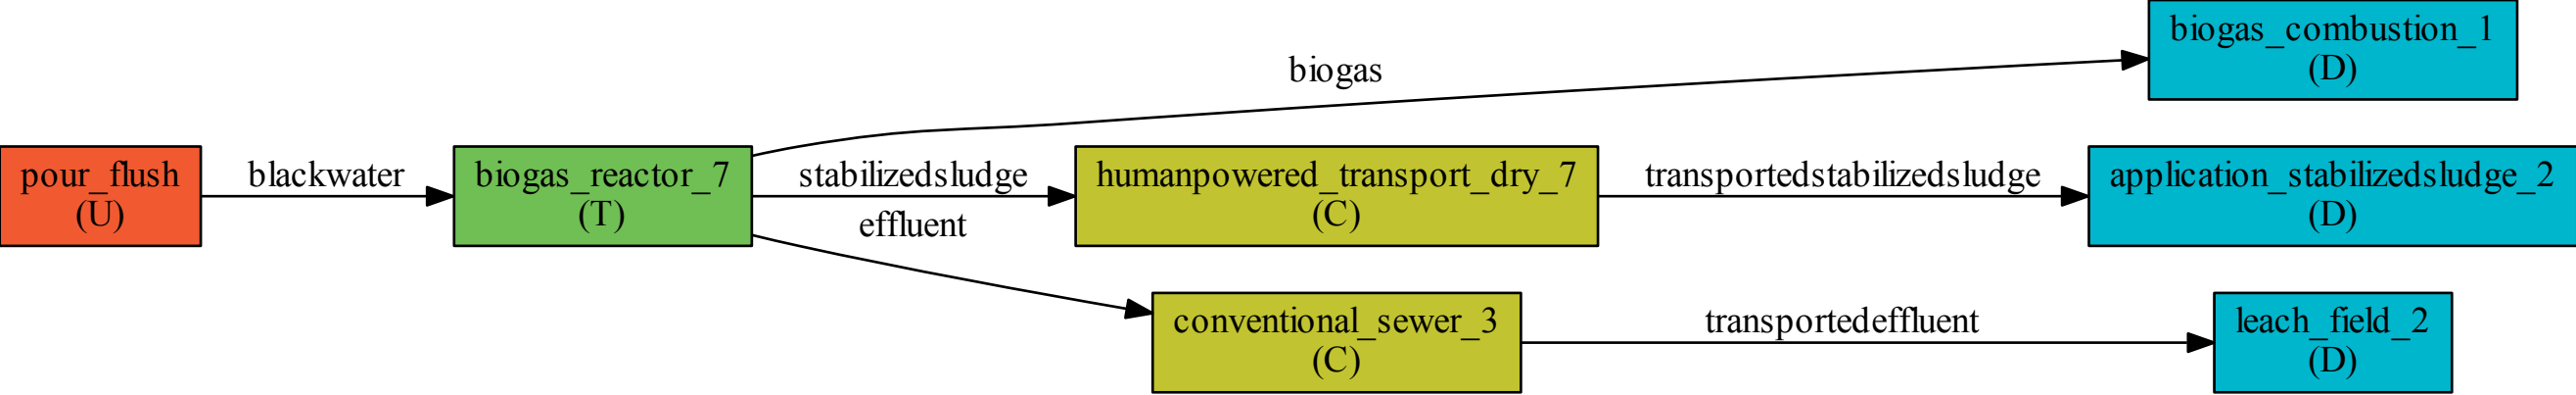 biogas_combustion_1
(D)
biogas
pour_flush
(U)
blackwater
biogas_reactor_7
(T)
stabilizedsludge
humanpowered_transport_dry_7
(C)
transportedstabilizedsludge
application_stabilizedsludge_2
(D)
effluent
conventional_sewer_3
(C)
transportedeffluent
leach_field_2
(D)